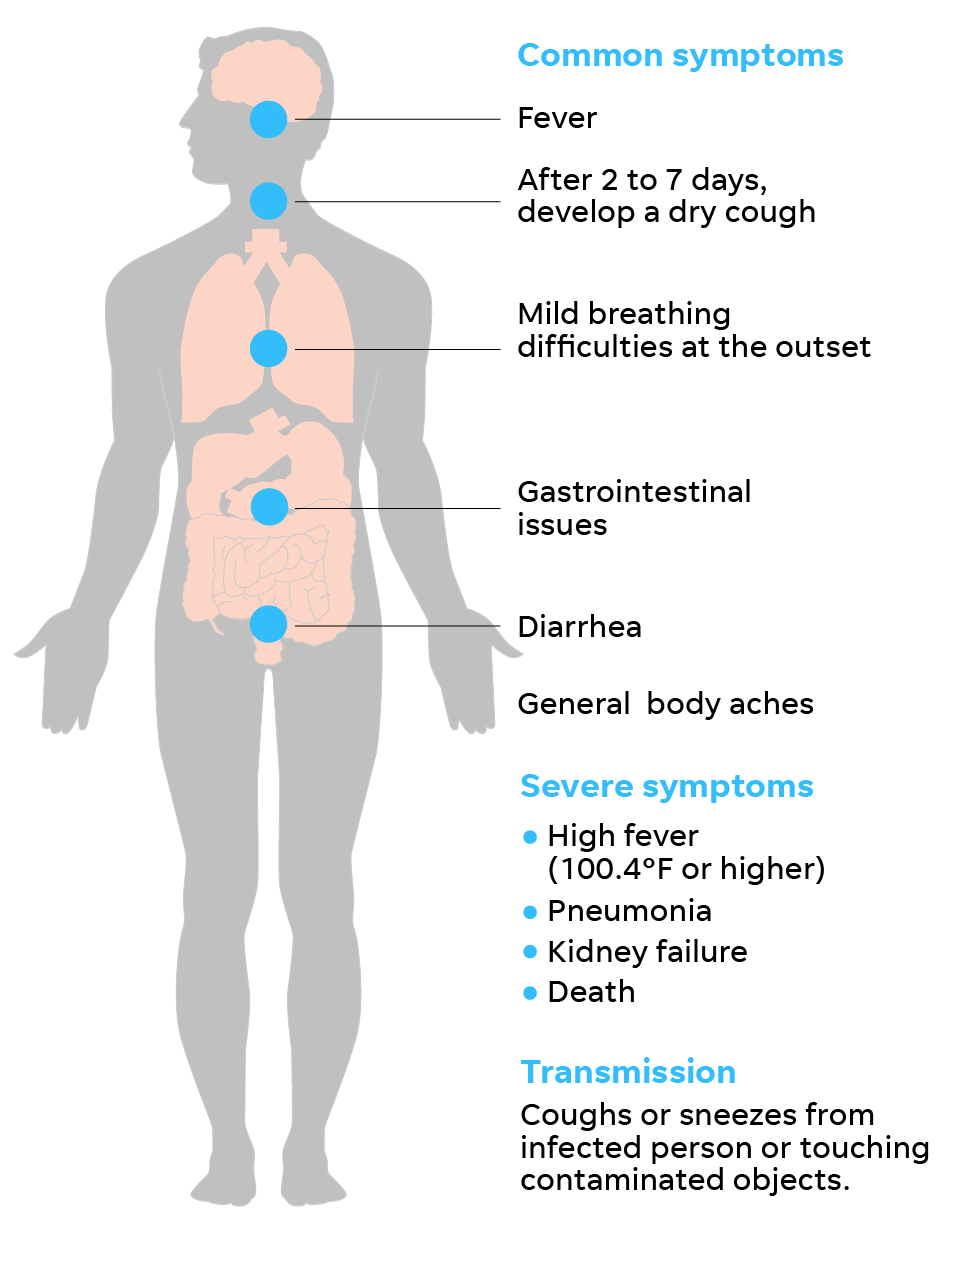 Common symptoms
Fever
After 2 to 7 days,
develop a dry cough
Mild breathing
difficulties at the outset
Gastrointestinal
issues
Diarrhea
General  body aches
Severe symptoms
High fever
(100.4°F or higher)
Pneumonia
Kidney failure
Death
Transmission
Coughs or sneezes from
infected person or touching
contaminated objects.